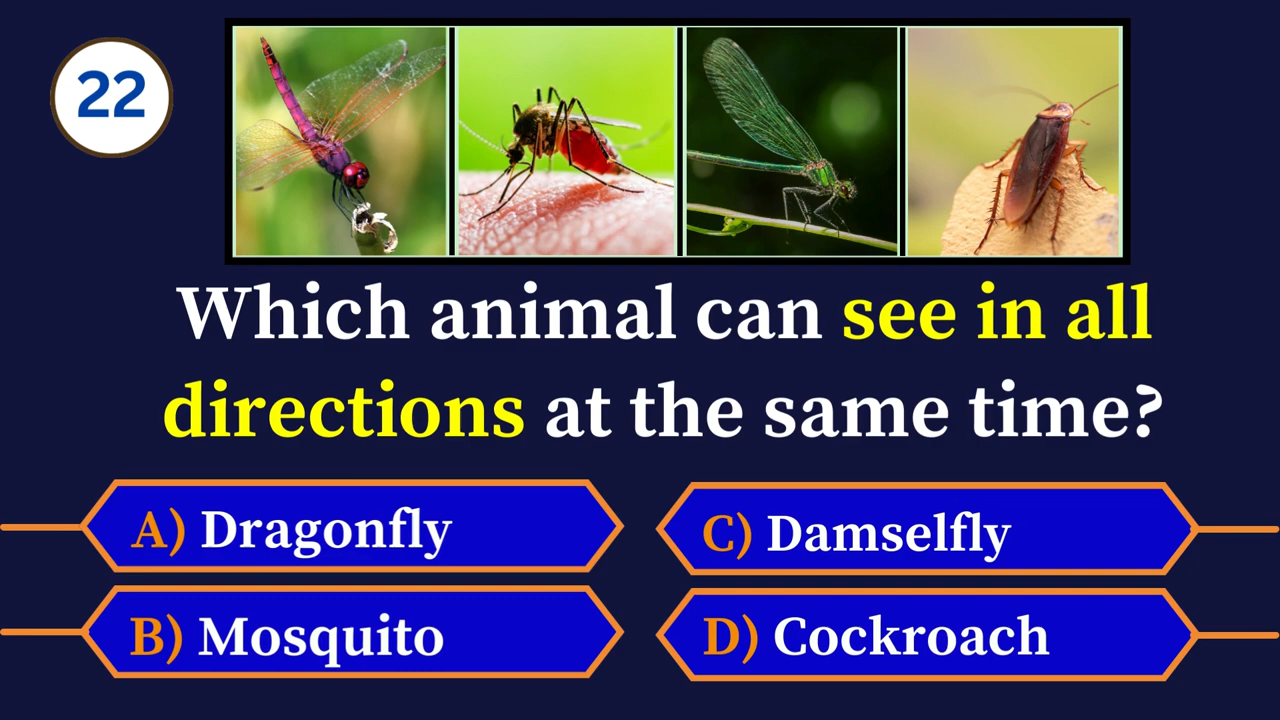 22
Which animal can see in all
directions at the same time?
A) Dragonfly
B) Mosquito
C) Damselfly
D) Cockroach